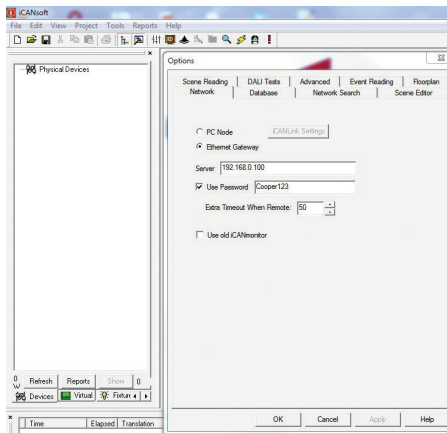 iCANsoft
File Edit View Project Tools Reports Help
Physical Devices
Options
Scene Reading DALI Tests Advanced Event Reading Floorplan
Network Database Network Search Scene Editor
PC Node iCANLink Settings
Ethernet Gateway
Server 192.168.0.100
Use Password Cooper123
Extra Timeout When Remote: 50
Use old iCANmonitor
Refresh Reports Show 0
Devices Virtual Fixture
OK Cancel Apply Help
Time Elapsed Translation